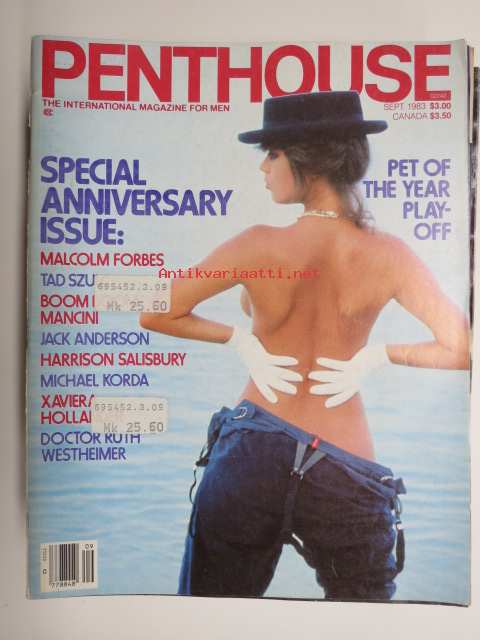 PENTHOUSE
THE INTERNATIONAL MAGAZINE FOR MEN
SEPT. 1983 $3.00
CANADA $3.50
SPECIAL
ANNIVERSARY
ISSUE:
MALCOLM FORBES
TAD SZU
BOOM
MANCINI
JACK ANDERSON
HARRISON SALISBURY
MICHAEL KORDA
XAVIERA
HOLLA
DOCTOR RUTH
WESTHEIMER
PET OF
THE YEAR
PLAY-
OFF
Antikvariaatti.net
695452.3.09
Mk 25.60
695452.3.09
Mk 25.60
09